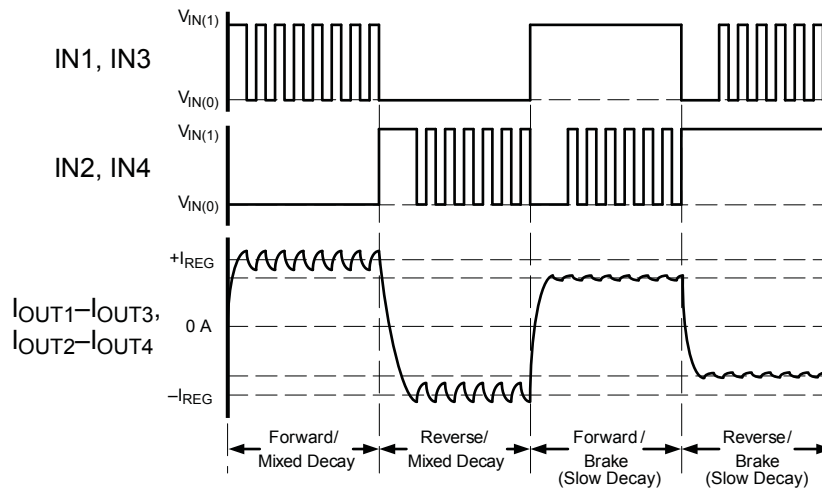 V_IN(1)
IN1, IN3
V_IN(0)
V_IN(1)
IN2, IN4
V_IN(0)
+I_REG
I_OUT1–I_OUT3,
0 A
I_OUT2–I_OUT4
–I_REG
Forward/
Mixed Decay
Reverse/
Mixed Decay
Forward /
Brake
(Slow Decay)
Reverse/
Brake
(Slow Decay)